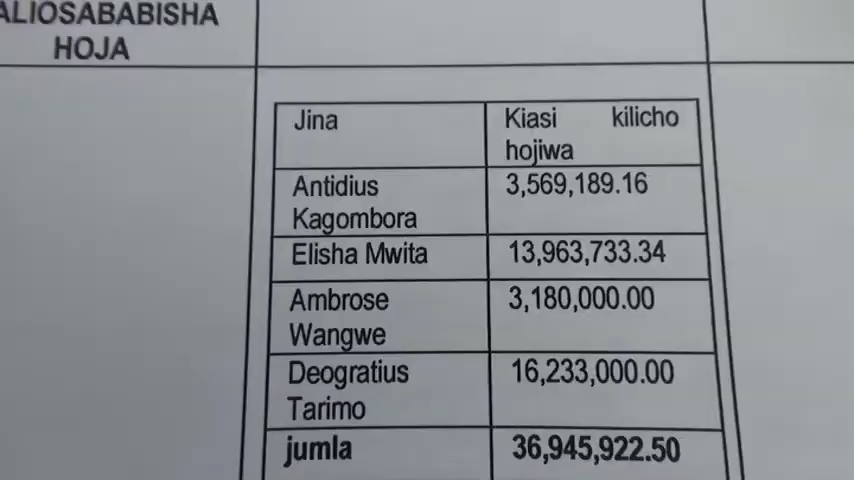 ALIOSABABISHA
HOJA
Jina
Kiasi kilicho
hojiwa
Antidius
Kagombora
3,569,189.16
Elisha Mwita
13,963,733.34
Ambrose
Wangwe
3,180,000.00
Deogratius
Tarimo
16,233,000.00
jumla
36,945,922.50